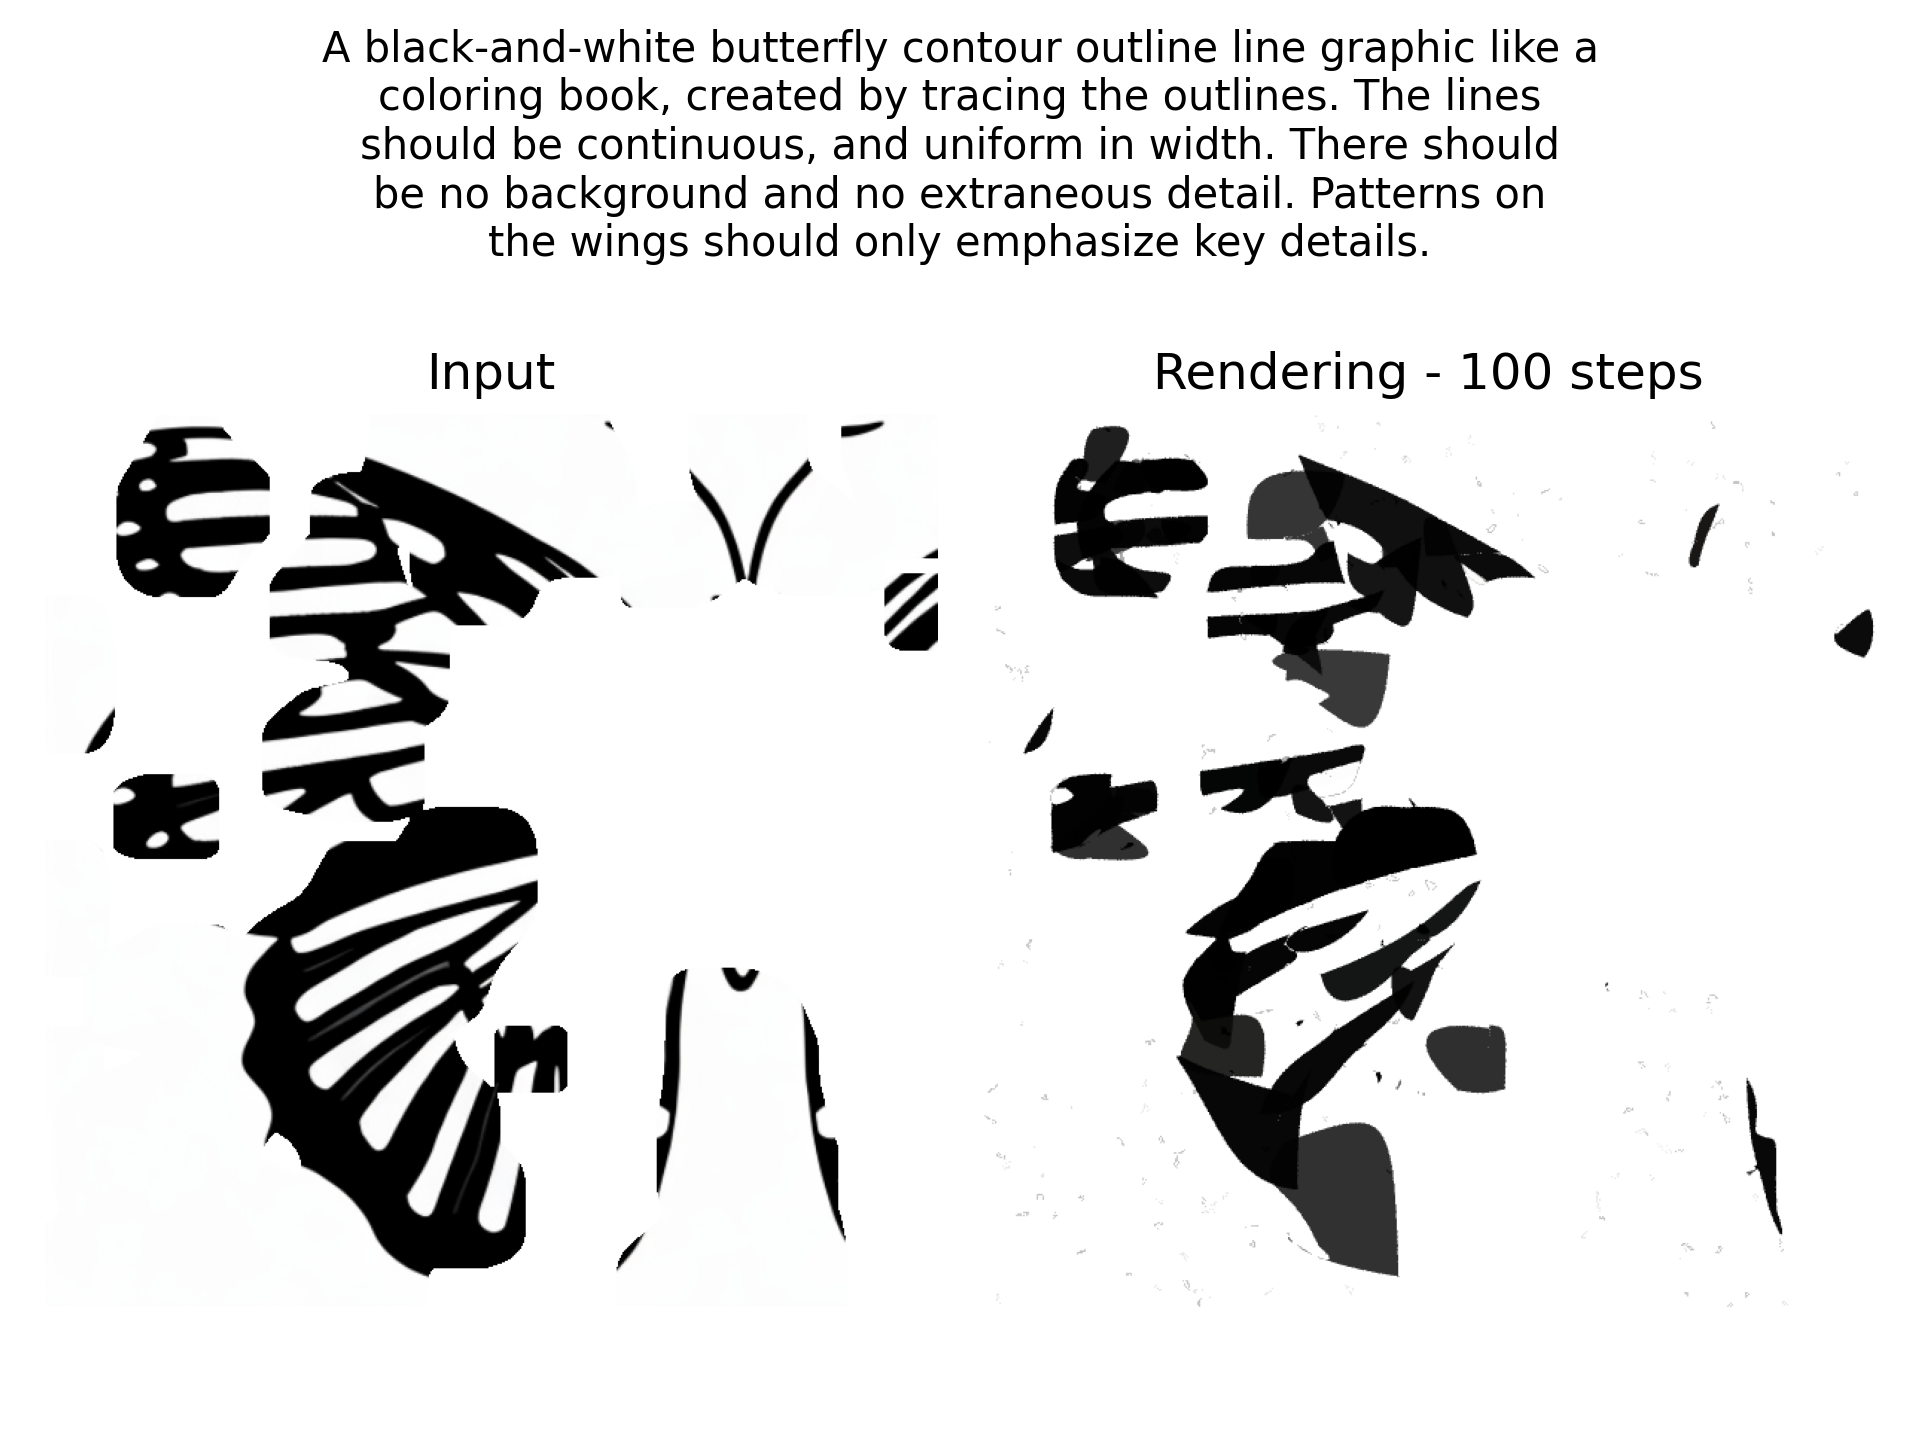 A black-and-white butterfly contour outline line graphic like a
coloring book, created by tracing the outlines. The lines
should be continuous, and uniform in width. There should
be no background and no extraneous detail. Patterns on
the wings should only emphasize key details.
Input
Rendering - 100 steps